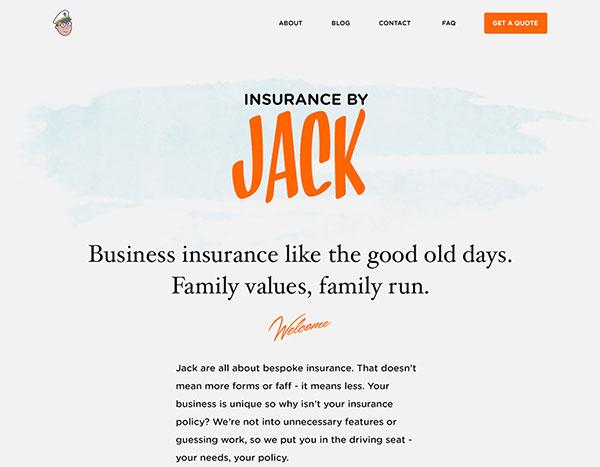 ABOUT BLOG CONTACT FAQ GET A QUOTE
INSURANCE BY
JACK
Business insurance like the good old days.
Family values, family run.
Welcome
Jack are all about bespoke insurance. That doesn't
mean more forms or faff - it means less. Your
business is unique so why isn't your insurance
policy? We're not into unnecessary features or
guessing work, so we put you in the driving seat -
your needs, your policy.